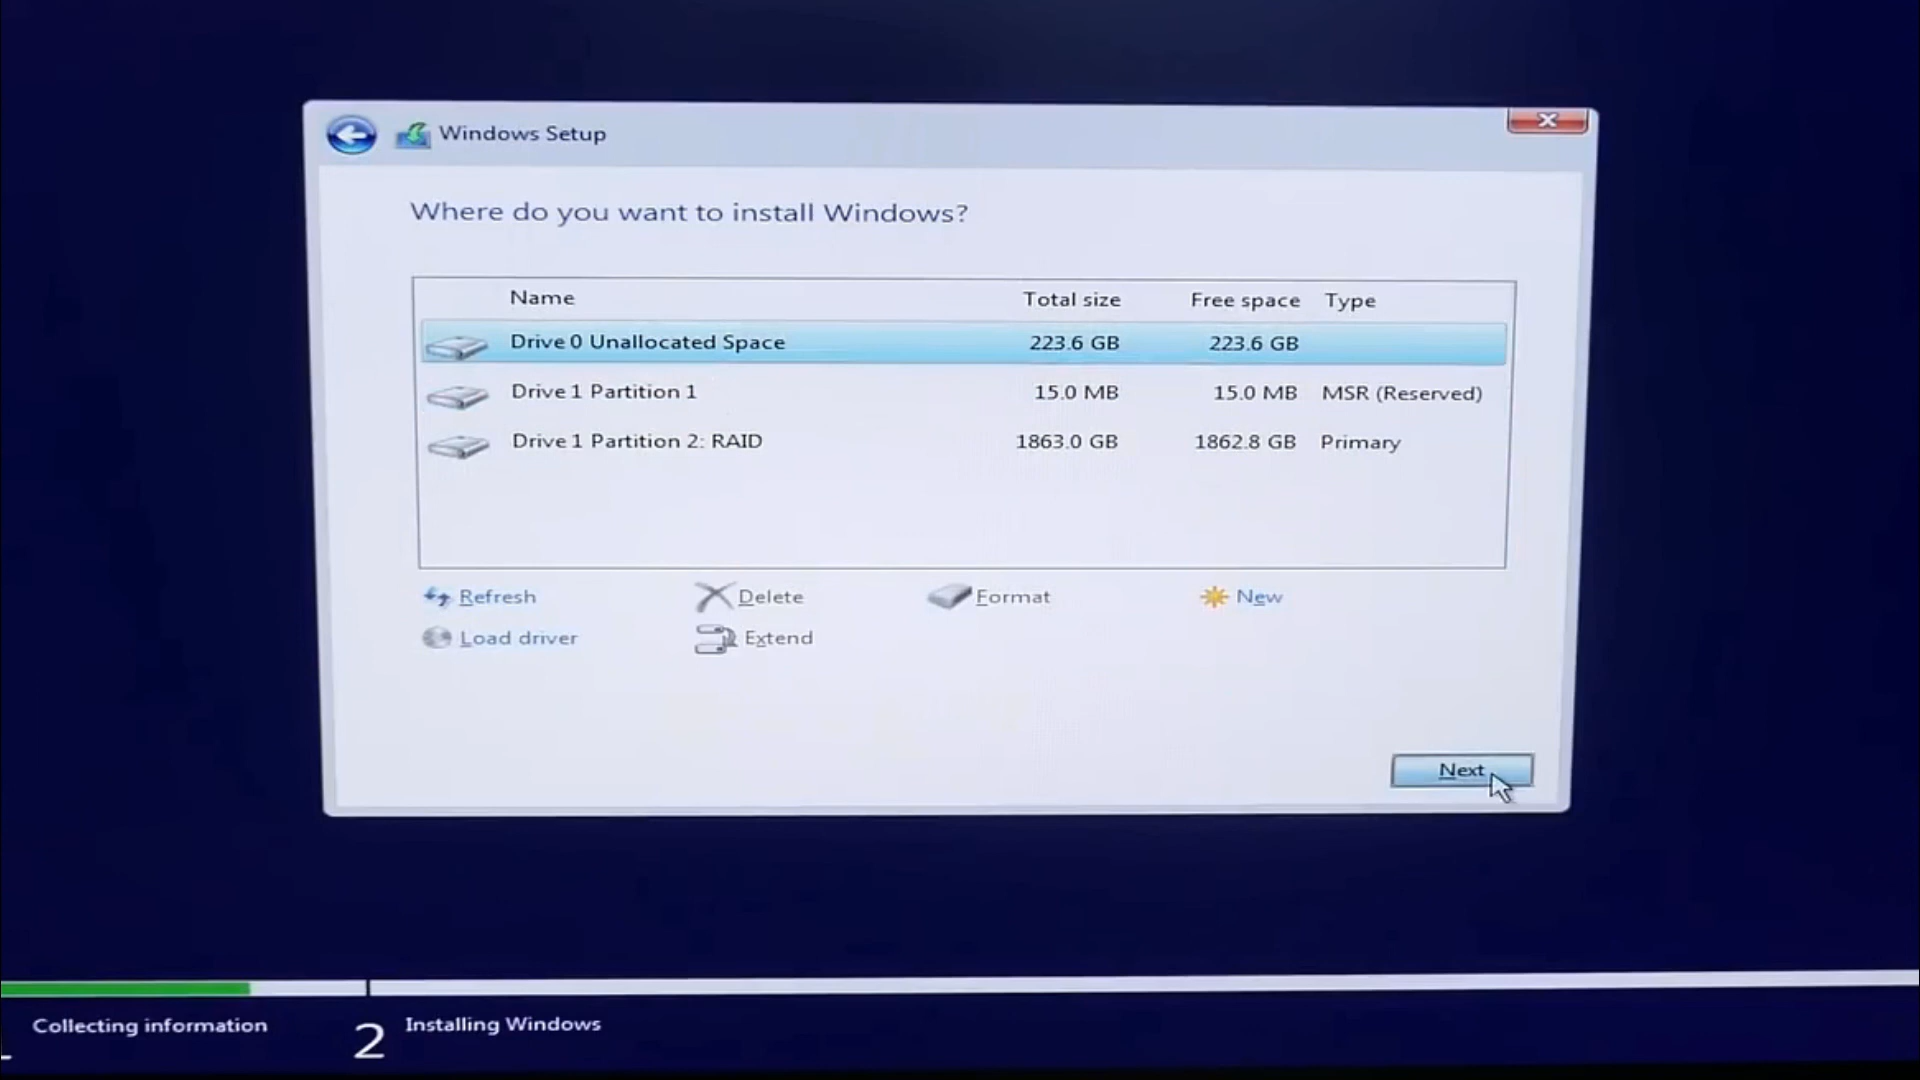 Windows Setup
Where do you want to install Windows?
Name Total size Free space Type
Drive 0 Unallocated Space 223.6 GB 223.6 GB
Drive 1 Partition 1 15.0 MB 15.0 MB MSR (Reserved)
Drive 1 Partition 2: RAID 1863.0 GB 1862.8 GB Primary
Refresh Delete Format New
Load driver Extend
Next
Collecting information 2 Installing Windows